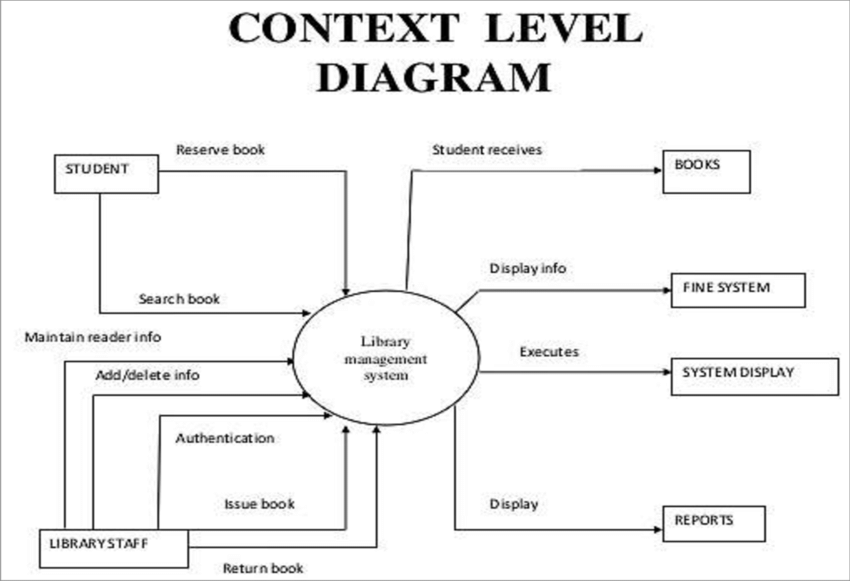 CONTEXT LEVEL
DIAGRAM
Reserve book
Student receives
STUDENT
BOOKS
Display info
FINE SYSTEM
Search book
Maintain reader info
Library
management
system
Executes
Add/delete info
SYSTEM DISPLAY
Authentication
Issue book
Display
REPORTS
LIBRARY STAFF
Return book